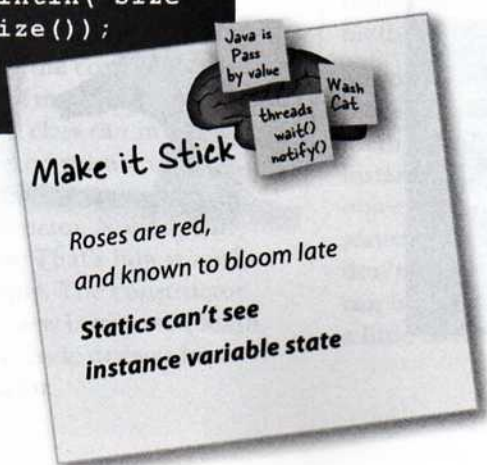 ize());
Java is
Pass
by value
Wash
Cat
threads
wait()
notify()
Make it Stick
Roses are red,
and known to bloom late
Statics can't see
instance variable state